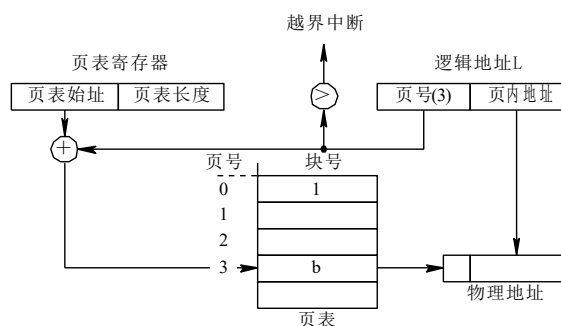 越界中断
页表寄存器
逻辑地址L
页表始址 页表长度
>
页号(3) 页内地址
+
页号 块号
0 1
1
2
3 b
物理地址
页表